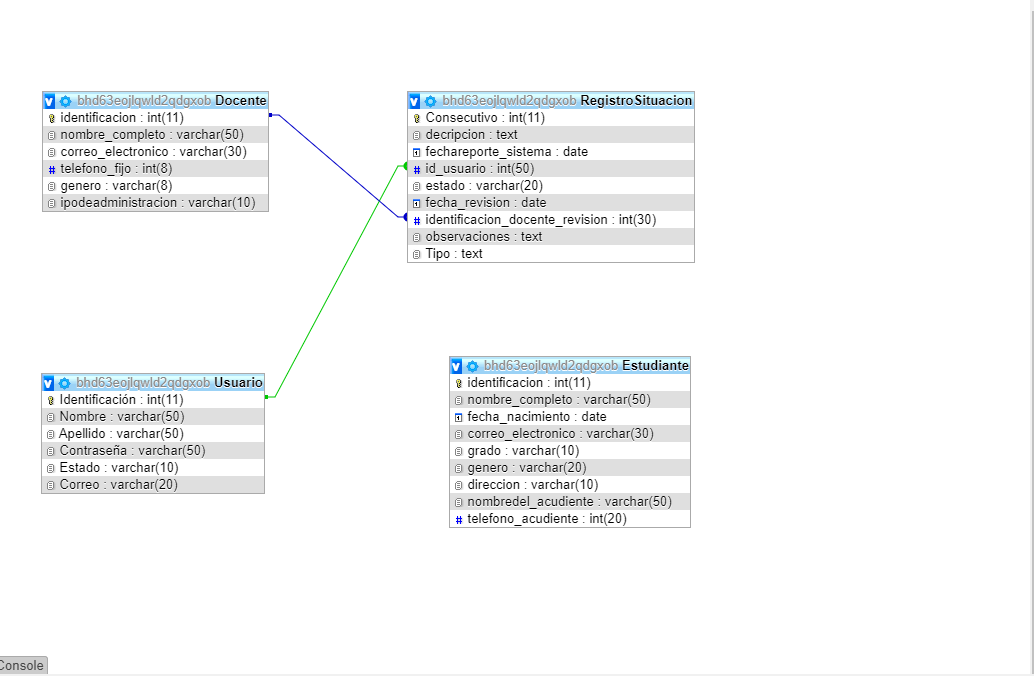 bhd63eojlqwld2qdgxob Docente
identificacion : int(11)
nombre_completo : varchar(50)
correo_electronico : varchar(30)
telefono_fijo : int(8)
genero : varchar(8)
ipodeadministracion : varchar(10)
bhd63eojlqwld2qdgxob RegistroSituacion
Consecutivo : int(11)
decripcion : text
fechareporte_sistema : date
id_usuario : int(50)
estado : varchar(20)
fecha_revision : date
identificacion_docente_revision : int(30)
observaciones : text
Tipo : text
bhd63eojlqwld2qdgxob Usuario
Identificación : int(11)
Nombre : varchar(50)
Apellido : varchar(50)
Contraseña : varchar(50)
Estado : varchar(10)
Correo : varchar(20)
bhd63eojlqwld2qdgxob Estudiante
identificacion : int(11)
nombre_completo : varchar(50)
fecha_nacimiento : date
correo_electronico : varchar(30)
grado : varchar(10)
genero : varchar(20)
direccion : varchar(10)
nombredel_acudiente : varchar(50)
telefono_acudiente : int(20)
Console